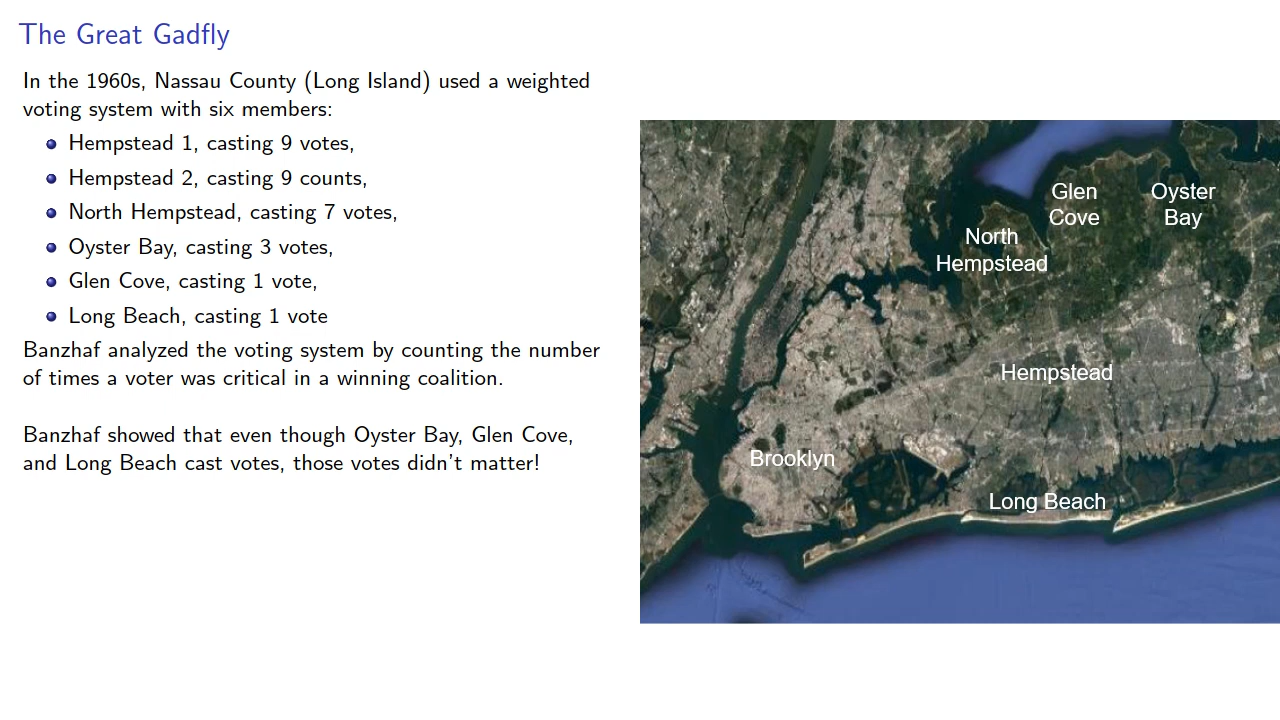 The Great Gadfly
In the 1960s, Nassau County (Long Island) used a weighted
voting system with six members:
Hempstead 1, casting 9 votes,
Hempstead 2, casting 9 counts,
North Hempstead, casting 7 votes,
Oyster Bay, casting 3 votes,
Glen Cove, casting 1 vote,
Long Beach, casting 1 vote
Banzhaf analyzed the voting system by counting the number
of times a voter was critical in a winning coalition.
Banzhaf showed that even though Oyster Bay, Glen Cove,
and Long Beach cast votes, those votes didn't matter!
Glen
Cove
Oyster
Bay
North
Hempstead
Hempstead
Brooklyn
Long Beach